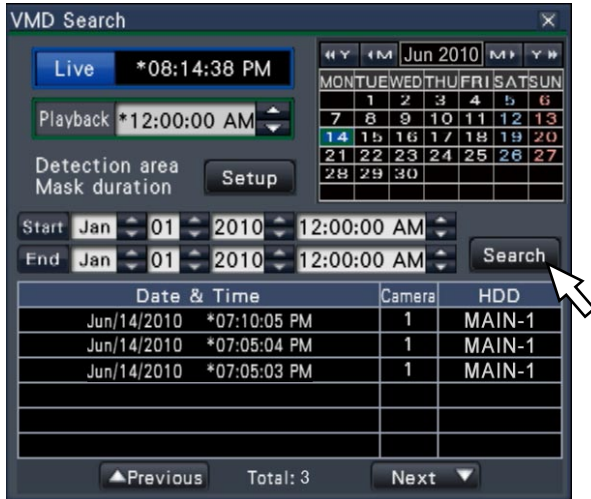 VMD Search ×
Live *08:14:38 PM
Playback *12:00:00 AM
Detection area
Mask duration
Setup
◀◀Y ◀M Jun 2010 M▶ Y▶▶
MON TUE WED THU FRI SAT SUN
1 2 3 4 5 6
7 8 9 10 11 12 13
14 15 16 17 18 19 20
21 22 23 24 25 26 27
28 29 30
Start Jan 01 2010 12:00:00 AM
End Jan 01 2010 12:00:00 AM
Search
Date & Time Camera HDD
Jun/14/2010 *07:10:05 PM 1 MAIN-1
Jun/14/2010 *07:05:04 PM 1 MAIN-1
Jun/14/2010 *07:05:03 PM 1 MAIN-1
▲Previous Total: 3 Next ▼